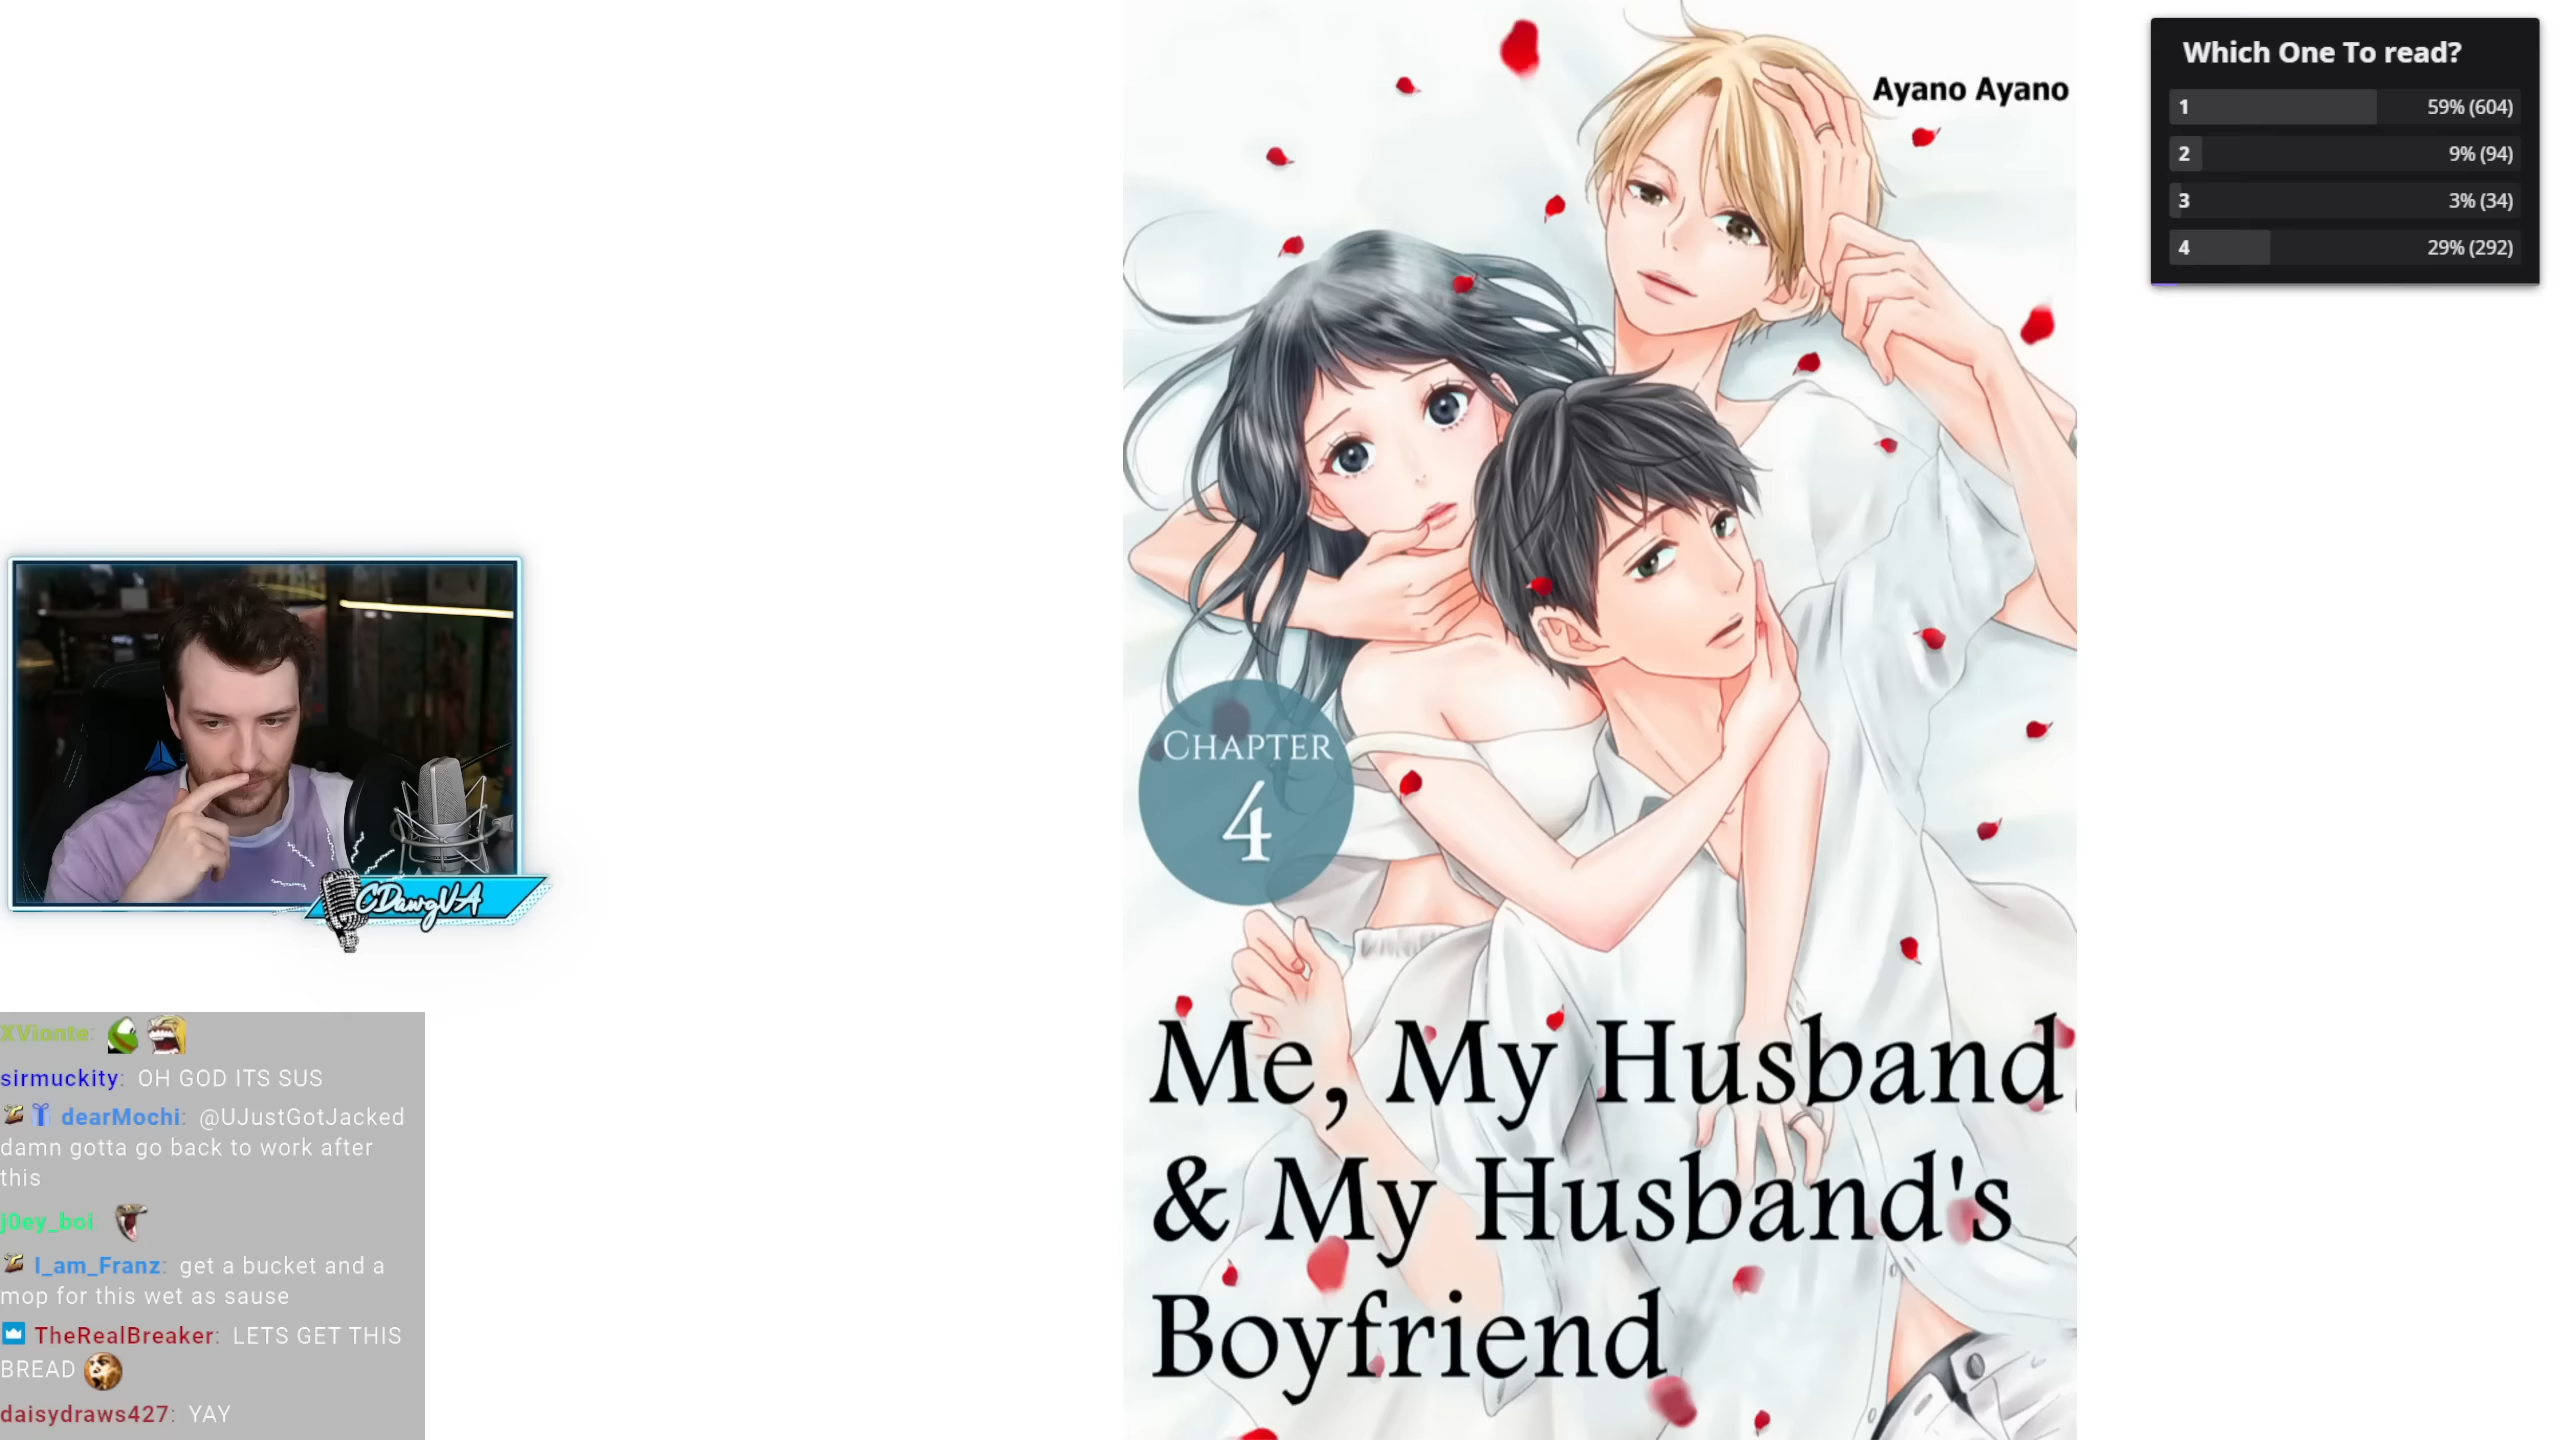 Which One To read?
1 59% (604)
2 9% (94)
3 3% (34)
4 29% (292)
Ayano Ayano
CHAPTER
4
Me, My Husband
& My Husband's
Boyfriend
CDawgVA
XVionte:
sirmuckity: OH GOD ITS SUS
dearMochi: @UJustGotJacked
damn gotta go back to work after
this
j0ey_boi:
I_am_Franz: get a bucket and a
mop for this wet as sause
TheRealBreaker: LETS GET THIS
BREAD
daisydraws427: YAY